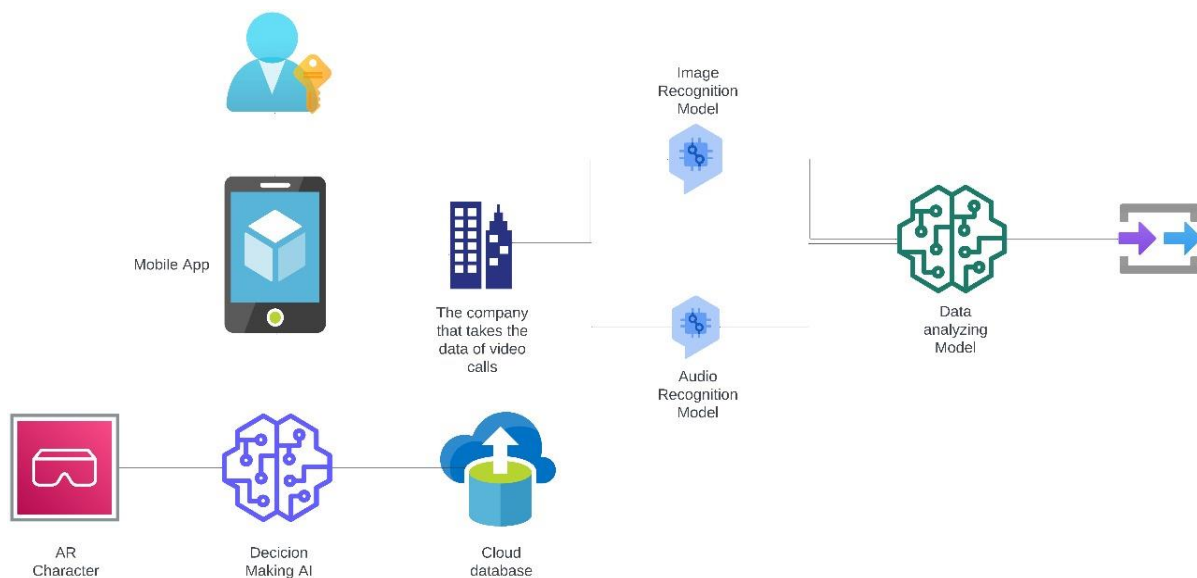 Image
Recognition
Model
Mobile App
The company
that takes the
data of video
calls
Data
analyzing
Model
Audio
Recognition
Model
AR
Character
Decicion
Making AI
Cloud
database